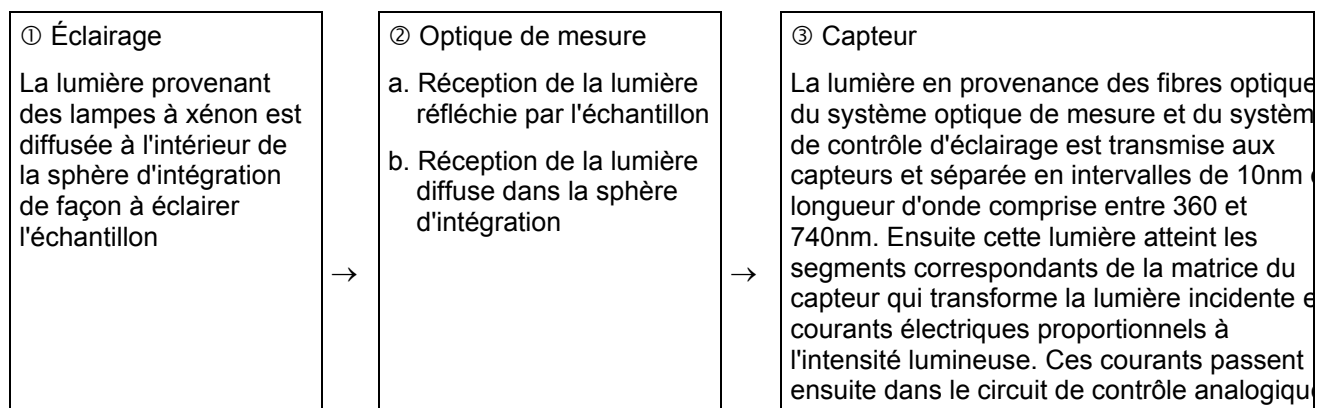 ① Éclairage
La lumière provenant
des lampes à xénon est
diffusée à l'intérieur de
la sphère d'intégration
de façon à éclairer
l'échantillon
→
② Optique de mesure
a. Réception de la lumière
réfléchie par l'échantillon
b. Réception de la lumière
diffuse dans la sphère
d'intégration
→
③ Capteur
La lumière en provenance des fibres optique
du système optique de mesure et du systèm
de contrôle d'éclairage est transmise aux
capteurs et séparée en intervalles de 10nm
longueur d'onde comprise entre 360 et
740nm. Ensuite cette lumière atteint les
segments correspondants de la matrice du
capteur qui transforme la lumière incidente e
courants électriques proportionnels à
l'intensité lumineuse. Ces courants passent
ensuite dans le circuit de contrôle analogique